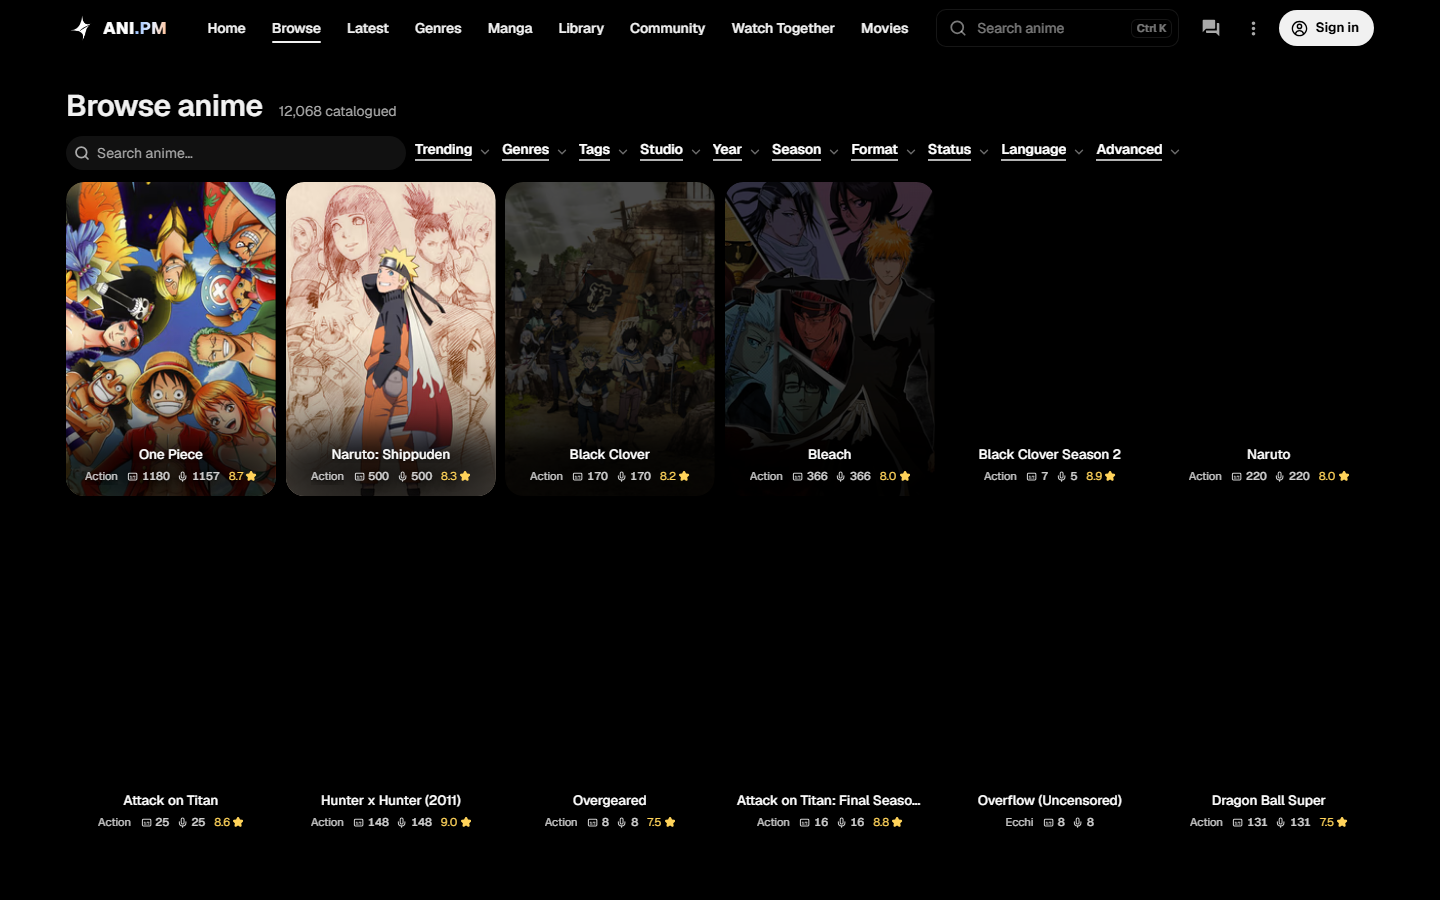 ANI.PM Home Browse Latest Genres Manga Library Community Watch Together Movies Search anime Ctrl K Sign in
Browse anime 12,068 catalogued
Search anime... Trending Genres Tags Studio Year Season Format Status Language Advanced
One Piece
Action 1180 1157 8.7
Naruto: Shippuden
Action 500 500 8.3
Black Clover
Action 170 170 8.2
Bleach
Action 366 366 8.0
Black Clover Season 2
Action 7 5 8.9
Naruto
Action 220 220 8.0
Attack on Titan
Action 25 25 8.6
Hunter x Hunter (2011)
Action 148 148 9.0
Overgeared
Action 8 8 7.5
Attack on Titan: Final Seaso...
Action 16 16 8.8
Overflow (Uncensored)
Ecchi 8 8
Dragon Ball Super
Action 131 131 7.5